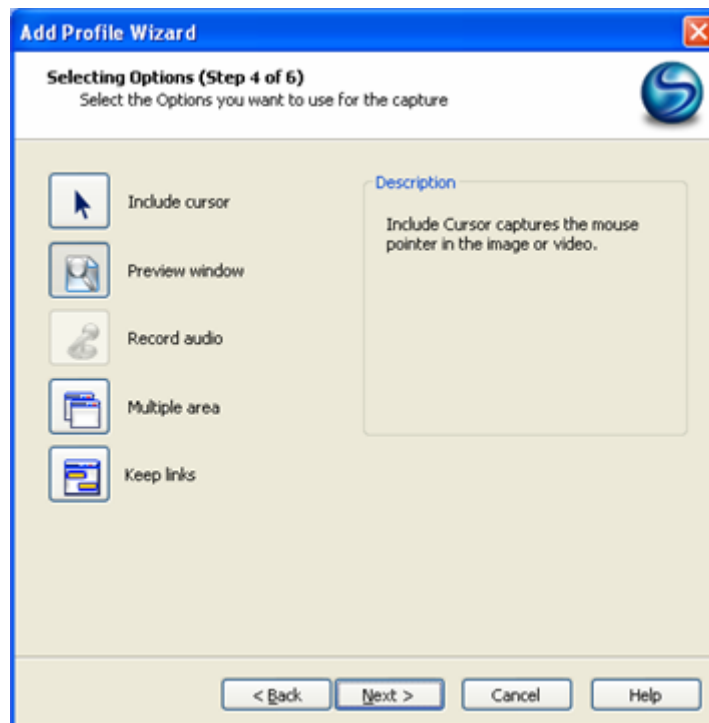 Add Profile Wizard
Selecting Options (Step 4 of 6)
Select the Options you want to use for the capture
Include cursor
Preview window
Record audio
Multiple area
Keep links
Description
Include Cursor captures the mouse
pointer in the image or video.
< Back
Next >
Cancel
Help